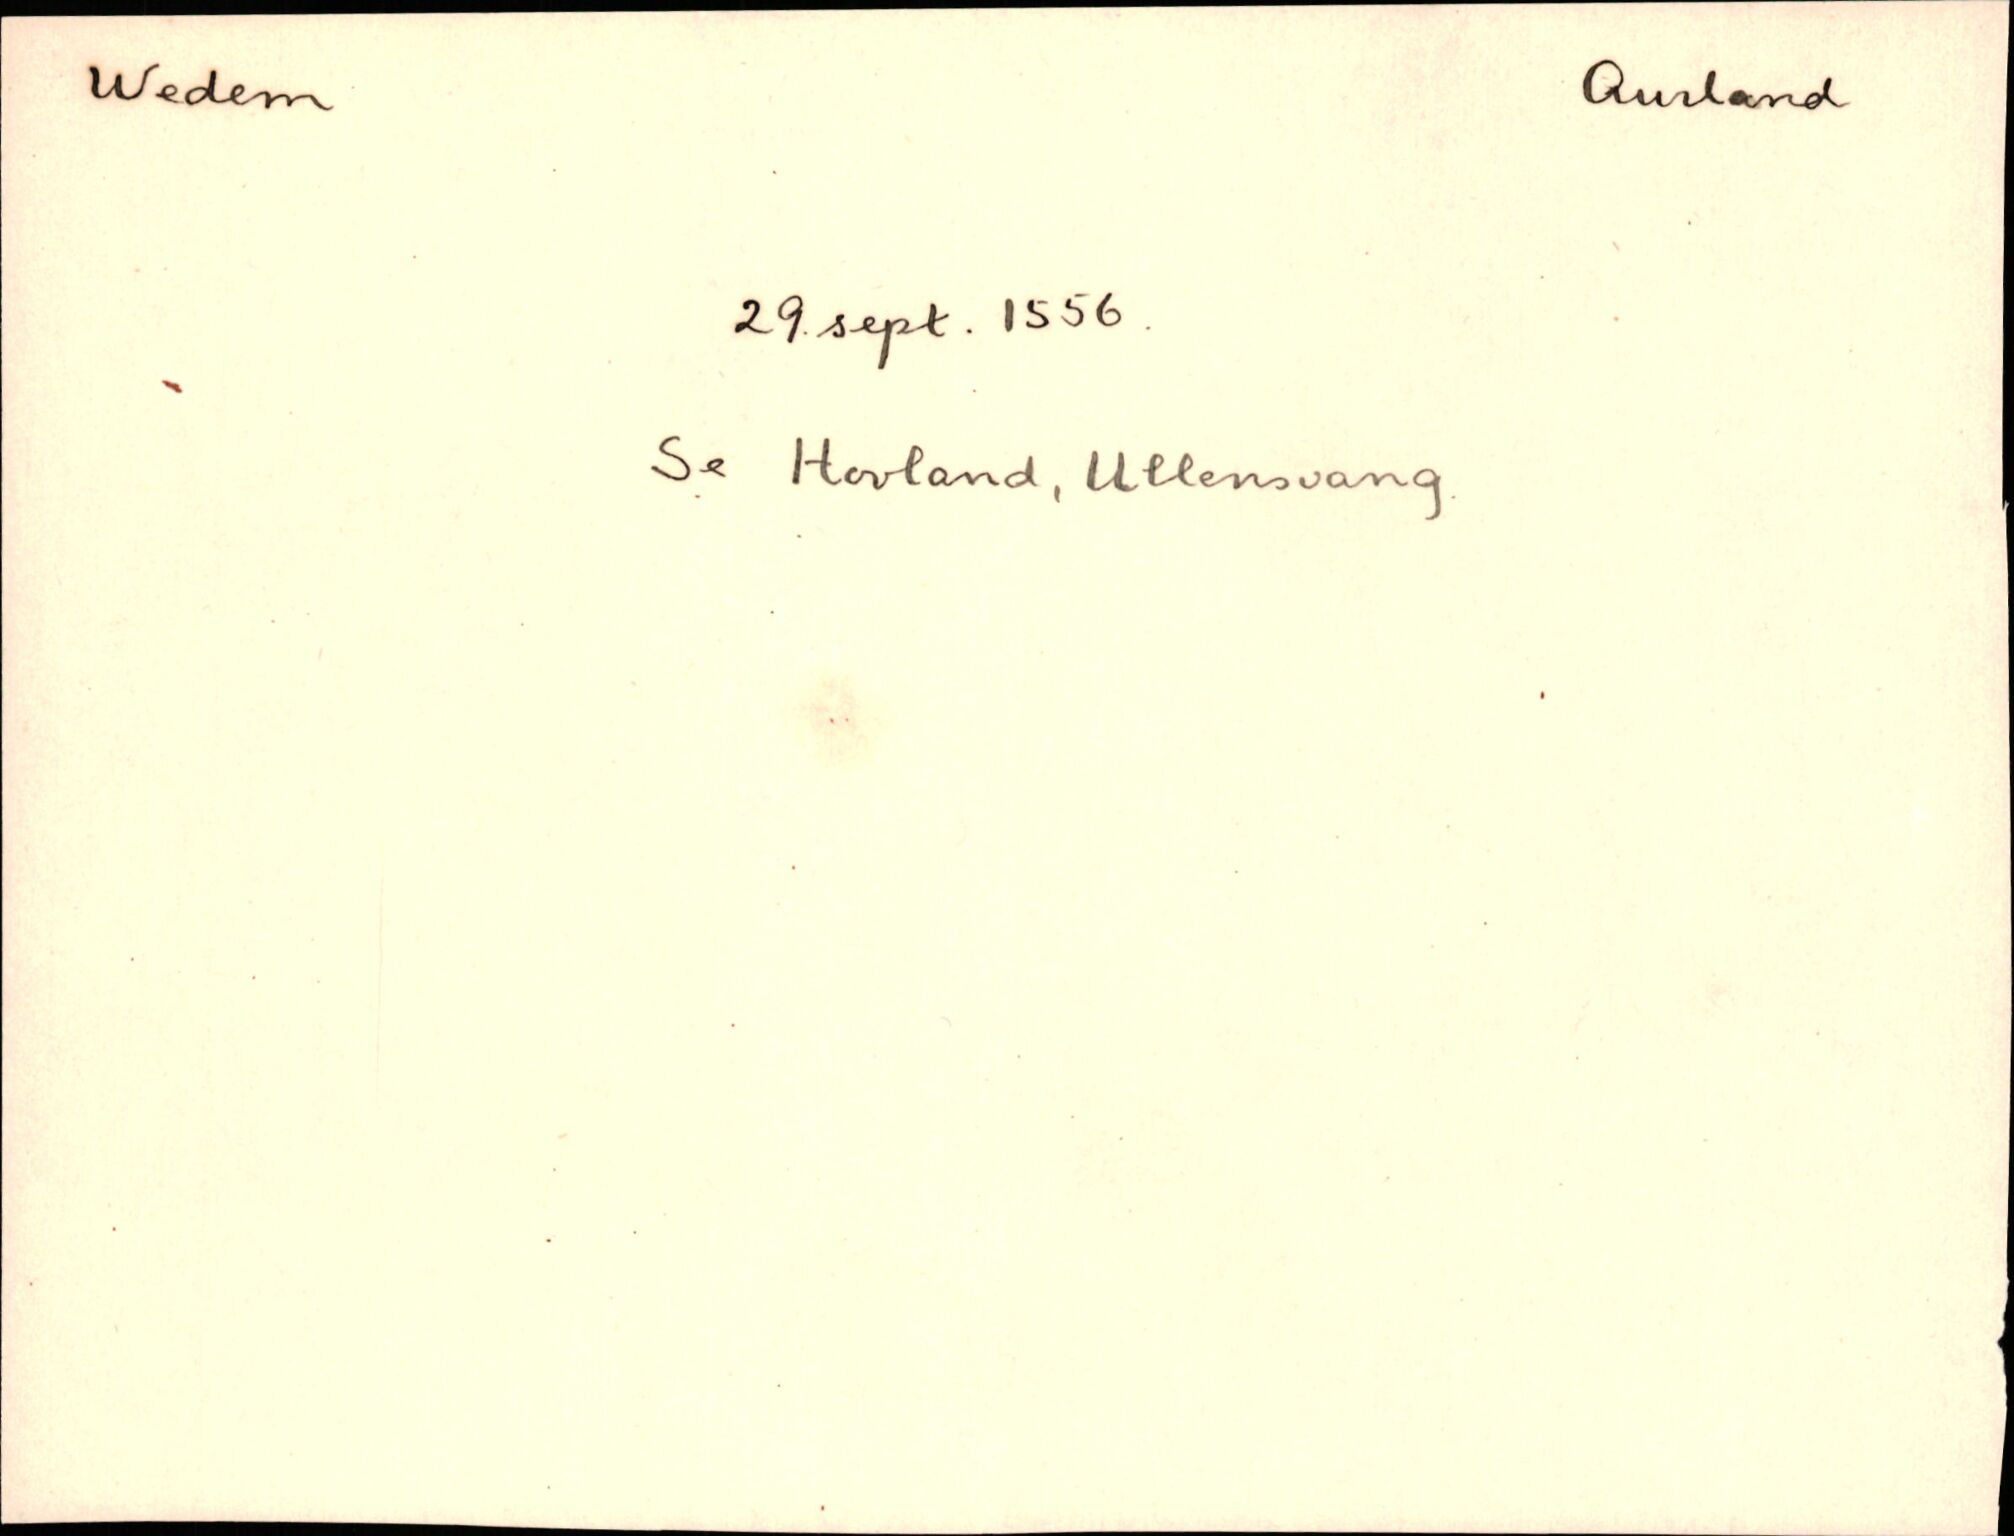 Wedem Aurland
29. sept. 1556.
Se Hovland, Ullensvang.